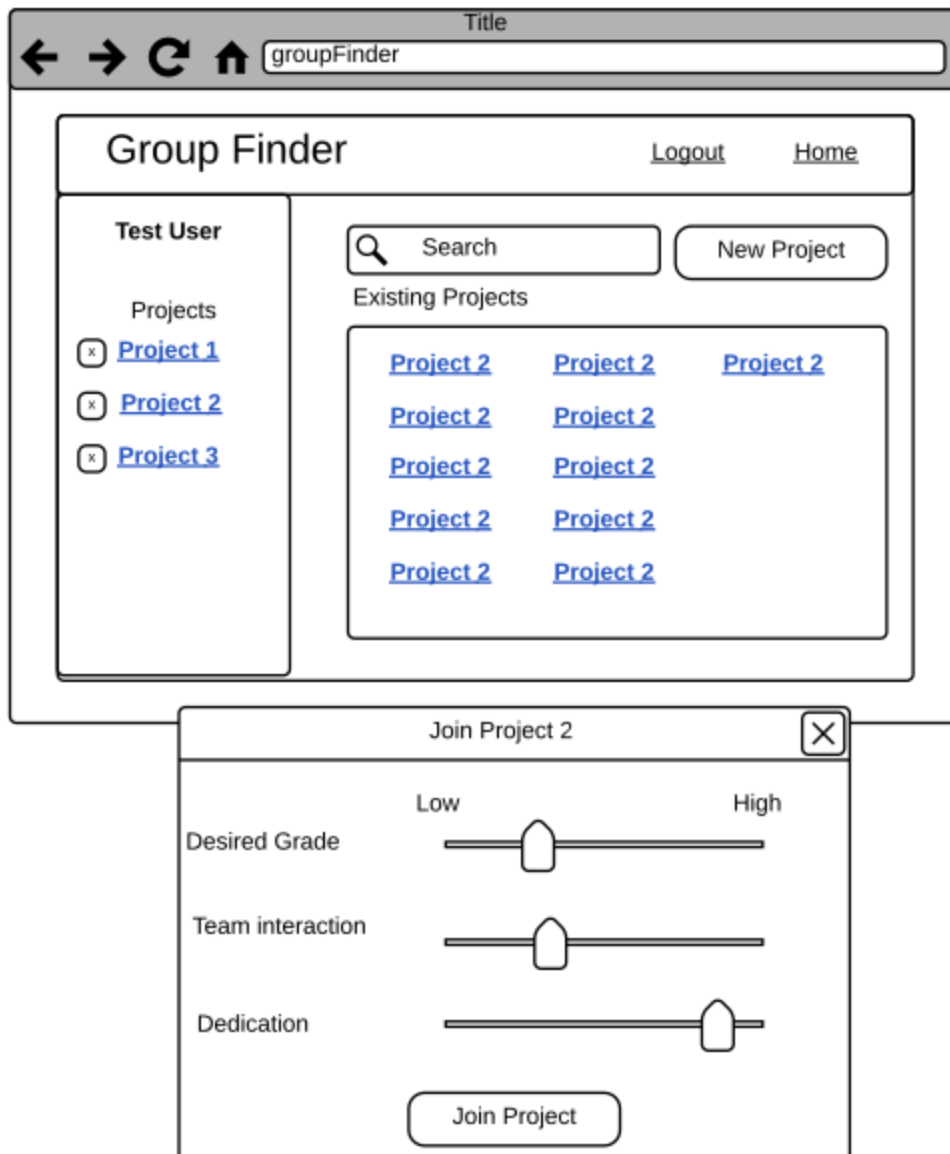 Title
groupFinder
Group Finder Logout Home
Test User
Projects
x Project 1
x Project 2
x Project 3
Search New Project
Existing Projects
Project 2 Project 2 Project 2
Project 2 Project 2
Project 2 Project 2
Project 2 Project 2
Project 2 Project 2
Join Project 2
Low High
Desired Grade
Team interaction
Dedication
Join Project